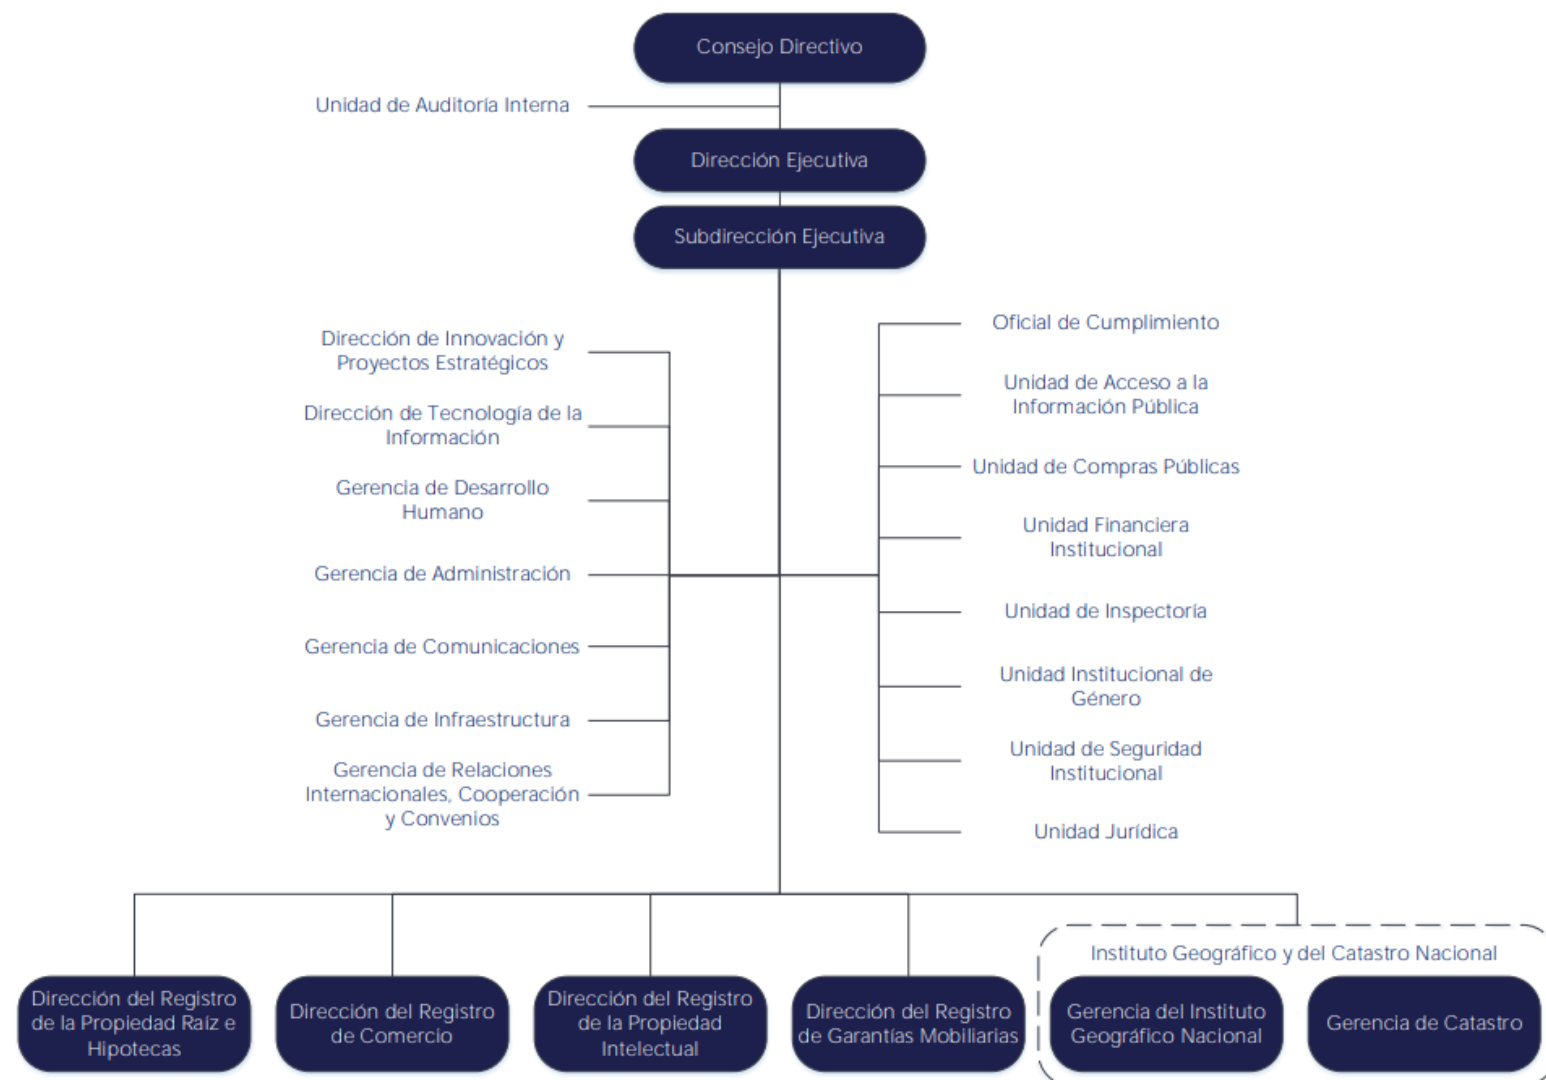 Consejo Directivo
Unidad de Auditoría Interna
Dirección Ejecutiva
Subdirección Ejecutiva
Dirección de Innovación y
Proyectos Estratégicos
Dirección de Tecnología de la
Información
Gerencia de Desarrollo
Humano
Gerencia de Administración
Gerencia de Comunicaciones
Gerencia de Infraestructura
Gerencia de Relaciones
Internacionales, Cooperación
y Convenios
Oficial de Cumplimiento
Unidad de Acceso a la
Información Pública
Unidad de Compras Públicas
Unidad Financiera
Institucional
Unidad de Inspectoría
Unidad Institucional de
Género
Unidad de Seguridad
Institucional
Unidad Jurídica
Dirección del Registro
de la Propiedad Raíz e
Hipotecas
Dirección del Registro
de Comercio
Dirección del Registro
de la Propiedad
Intelectual
Dirección del Registro
de Garantías Mobiliarias
Instituto Geográfico y del Catastro Nacional
Gerencia del Instituto
Geográfico Nacional
Gerencia de Catastro